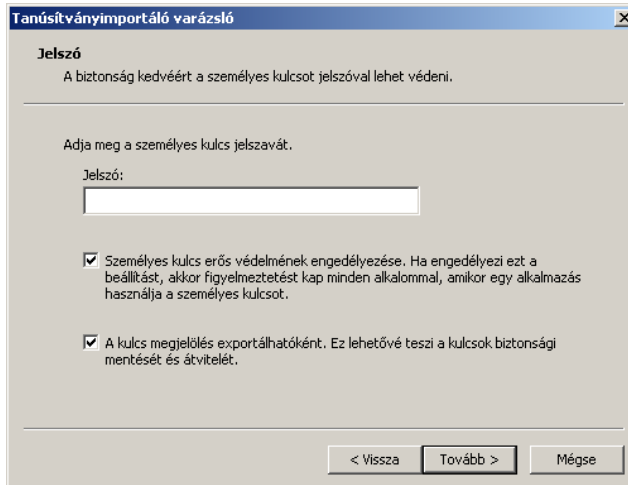 Tanúsítványimportáló varázsló
Jelszó
A biztonság kedvéért a személyes kulcsot jelszóval lehet védeni.
Adja meg a személyes kulcs jelszavát.
Jelszó:
Személyes kulcs erős védelmének engedélyezése. Ha engedélyezi ezt a
beállítást, akkor figyelmeztetést kap minden alkalommal, amikor egy alkalmazás
használja a személyes kulcsot.
A kulcs megjelölés exportálhatóként. Ez lehetővé teszi a kulcsok biztonsági
mentését és átvitelét.
< Vissza Tovább > Mégse